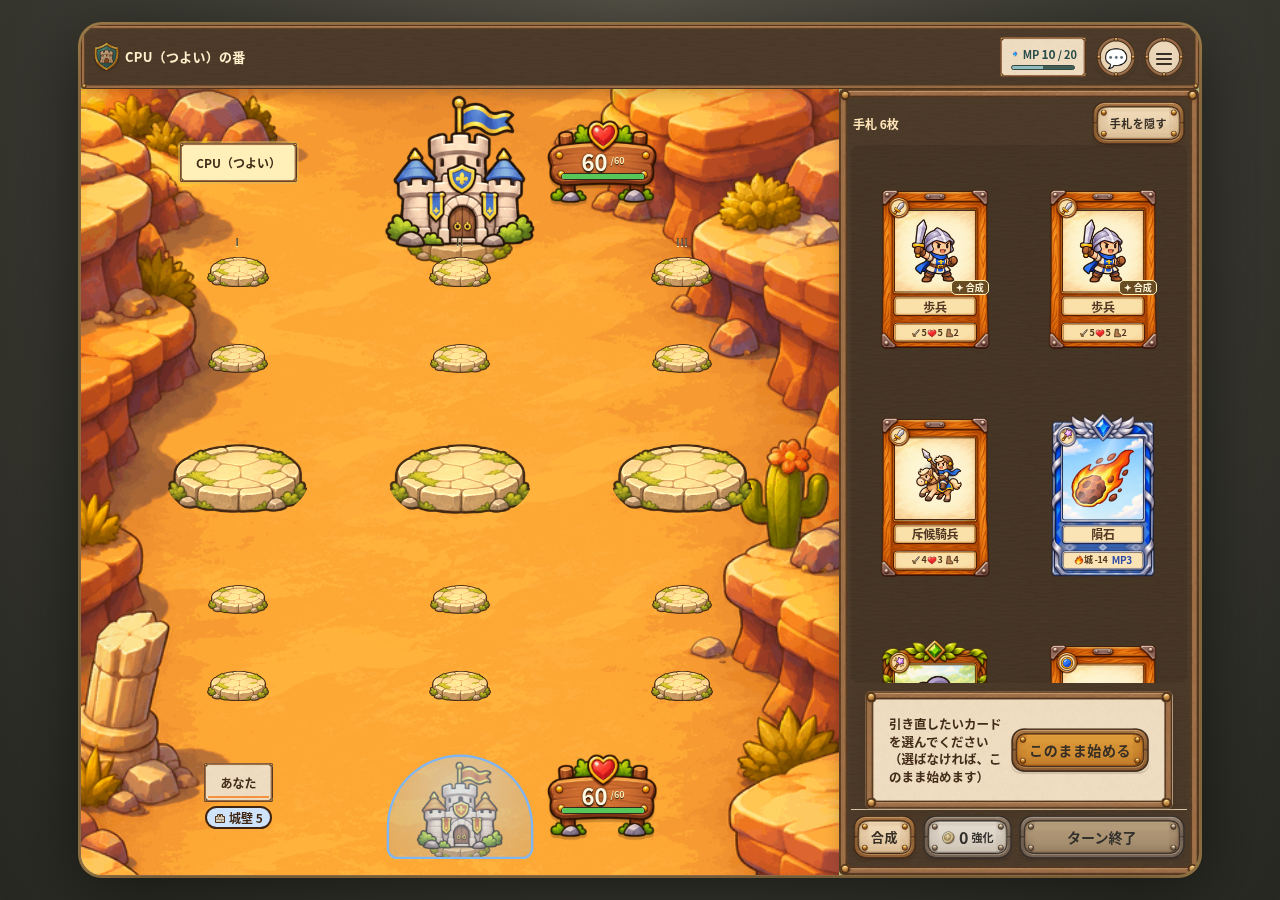 CPU（つよい）の番
MP 10 / 20
手札 6枚
手札を隠す
CPU（つよい）
60 /60
I
II
III
合成
歩兵
5 5 2
合成
歩兵
5 5 2
斥候騎兵
4 3 4
隕石
城 -14 MP3
引き直したいカード
を選んでください
（選ばなければ、こ
のまま始めます）
このまま始める
あなた
城壁 5
60 /60
合成
0 強化
ターン終了